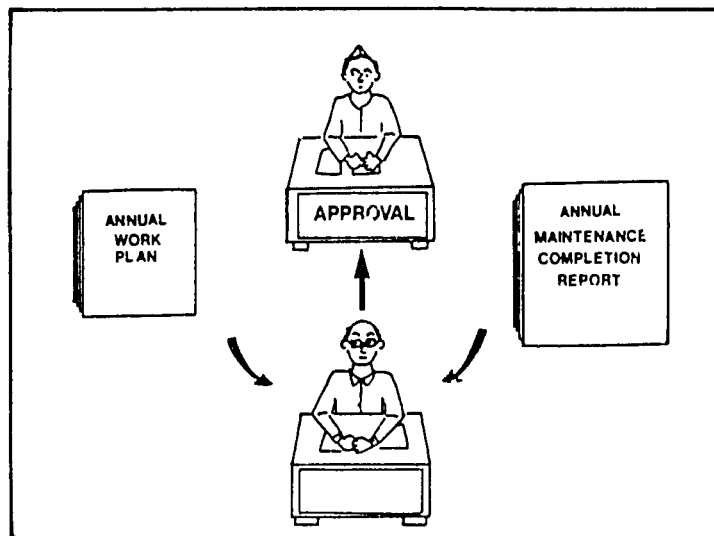 APPROVAL
ANNUAL
WORK
PLAN
ANNUAL
MAINTENANCE
COMPLETION
REPORT